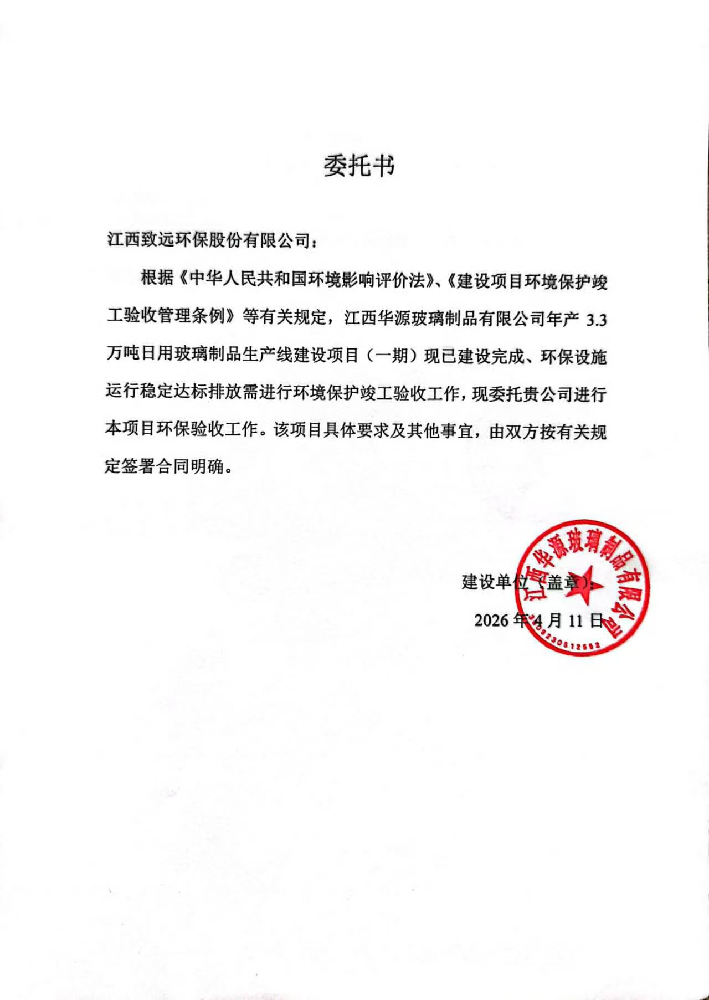 委托书
江西致远环保股份有限公司：
根据《中华人民共和国环境影响评价法》、《建设项目环境保护竣
工验收管理条例》等有关规定，江西华源玻璃制品有限公司年产 3.3
万吨日用玻璃制品生产线建设项目（一期）现已建设完成、环保设施
运行稳定达标排放需进行环境保护竣工验收工作，现委托贵公司进行
本项目环保验收工作。该项目具体要求及其他事宜，由双方按有关规
定签署合同明确。
建设单位（盖章）：
2026 年 4 月 11 日
江西华源玻璃制品有限公司